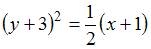 (y+3)² = 1/2 (x+1)